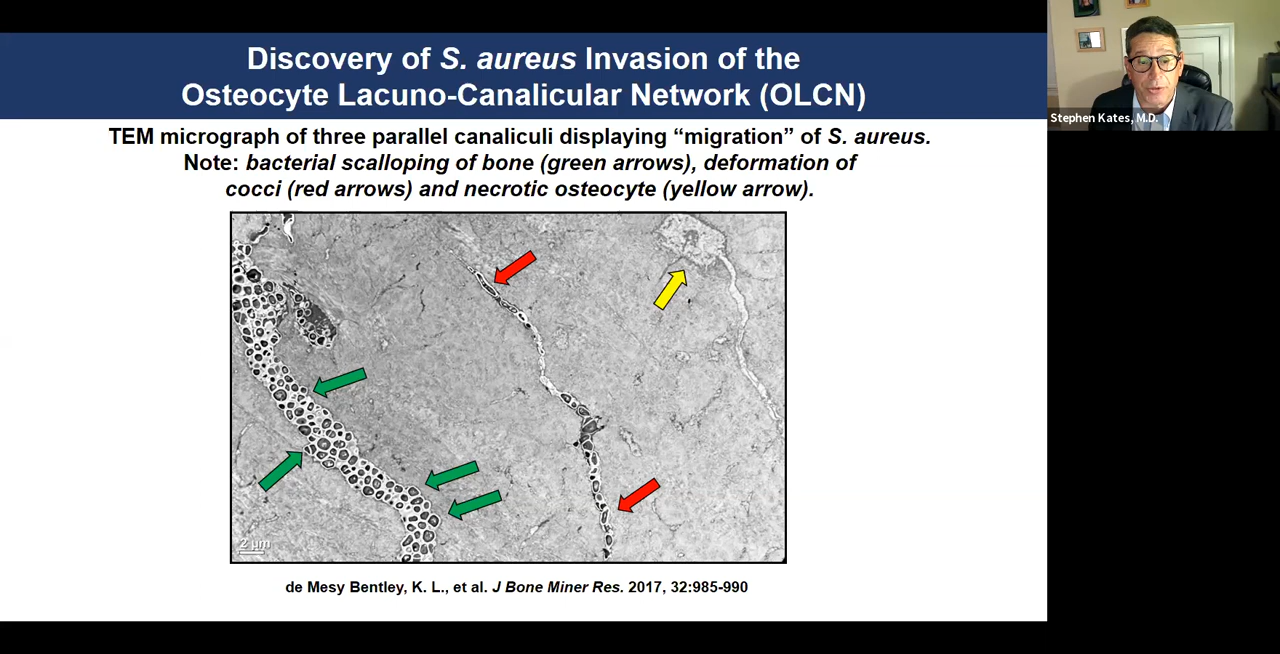 Discovery of S. aureus Invasion of the
Osteocyte Lacuno-Canalicular Network (OLCN)
TEM micrograph of three parallel canaliculi displaying “migration” of S. aureus.
Note: bacterial scalloping of bone (green arrows), deformation of
cocci (red arrows) and necrotic osteocyte (yellow arrow).
2 µm
de Mesy Bentley, K. L., et al. J Bone Miner Res. 2017, 32:985-990
Stephen Kates, M.D.